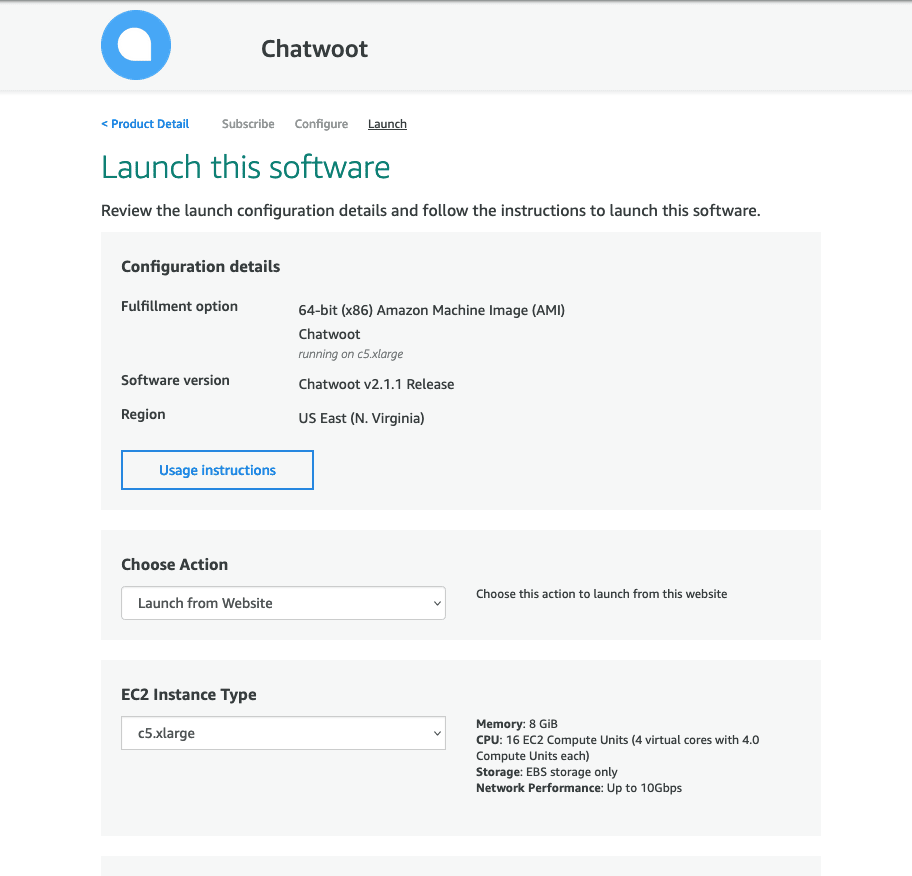 Chatwoot
< Product Detail Subscribe Configure Launch
Launch this software
Review the launch configuration details and follow the instructions to launch this software.
Configuration details
Fulfillment option
64-bit (x86) Amazon Machine Image (AMI)
Chatwoot
running on c5.xlarge
Software version
Chatwoot v2.1.1 Release
Region
US East (N. Virginia)
Usage instructions
Choose Action
Launch from Website
Choose this action to launch from this website
EC2 Instance Type
c5.xlarge
Memory: 8 GiB
CPU: 16 EC2 Compute Units (4 virtual cores with 4.0
Compute Units each)
Storage: EBS storage only
Network Performance: Up to 10Gbps